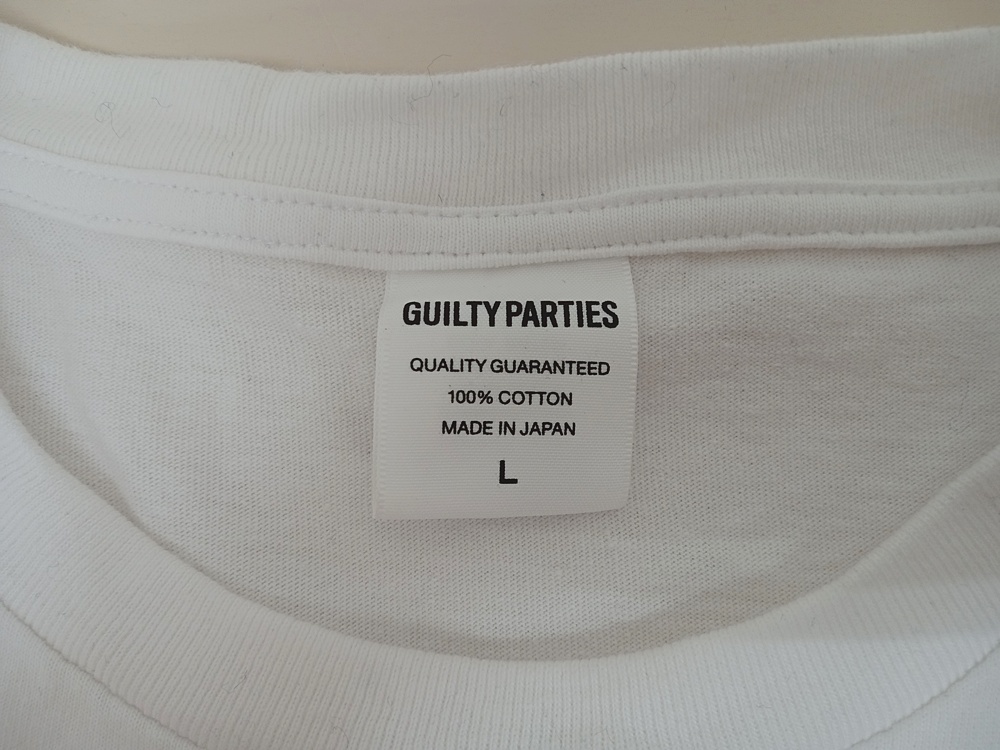 GUILTY PARTIES
QUALITY GUARANTEED
100% COTTON
MADE IN JAPAN
L